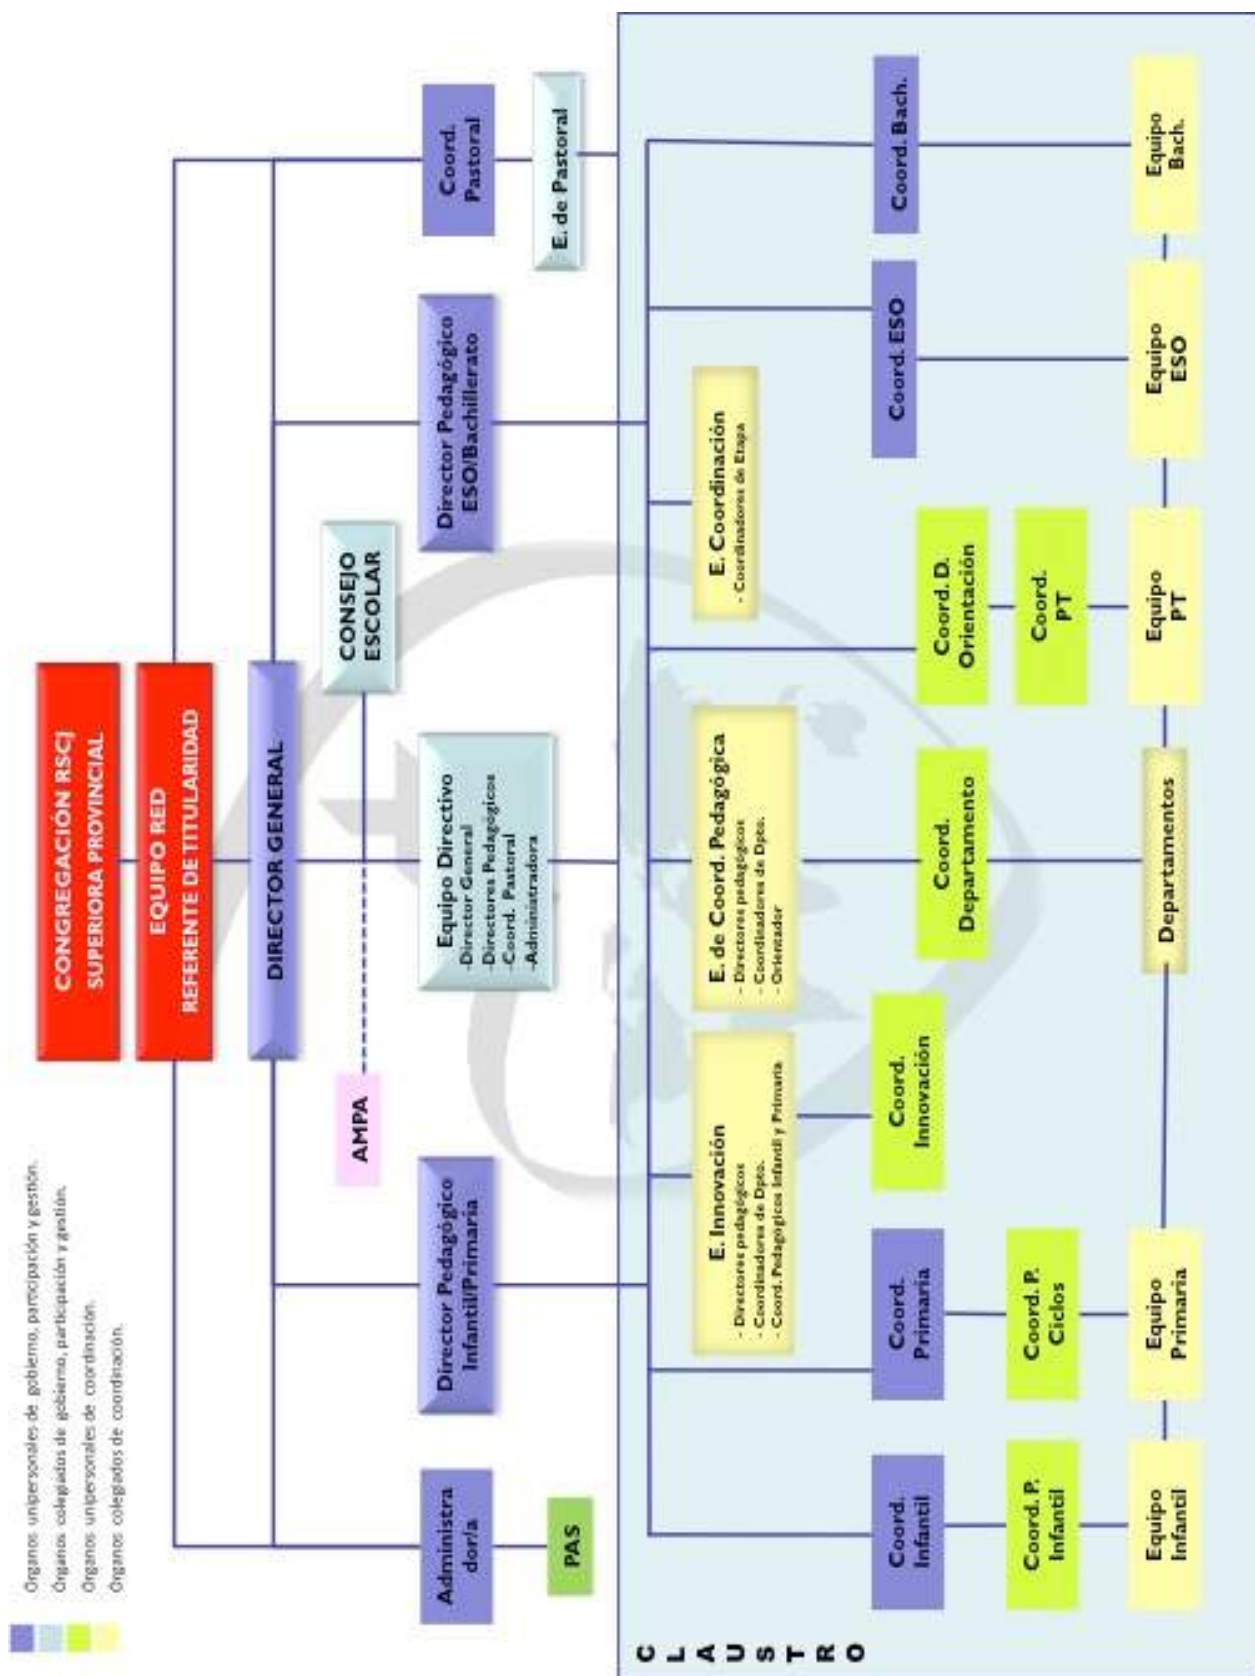 Órganos unipersonales de gobierno, participación y gestión.
Órganos colegiados de gobierno, participación y gestión.
Órganos unipersonales de coordinación.
Órganos colegiados de coordinación.
CONGREGACIÓN RSCJ
SUPERIORA PROVINCIAL
EQUIPO RED
REFERENTE DE TITULARIDAD
DIRECTOR GENERAL
AMPA
CONSEJO
ESCOLAR
Administra
dor/a
Director Pedagógico
Infantil/Primaria
Equipo Directivo
-Director General
-Directores Pedagógicos
-Coord. Pastoral
-Administradora
Director Pedagógico
ESO/Bachillerato
Coord.
Pastoral
PAS
E. de Pastoral
CLAUSTRO
E. Innovación
- Directores pedagógicos
- Coordinadores de Dpto.
- Coord. Pedagógicos Infantil y Primaria
E. de Coord. Pedagógica
- Directores pedagógicos
- Coordinadores de Dpto.
- Orientador
E. Coordinación
- Coordinadores de Etapa
Coord.
Infantil
Coord.
Primaria
Coord.
Innovación
Coord.
Departamento
Coord. D.
Orientación
Coord. ESO
Coord. Bach.
Coord. P.
Infantil
Coord. P.
Ciclos
Coord.
PT
Equipo
Infantil
Equipo
Primaria
Departamentos
Equipo
PT
Equipo
ESO
Equipo
Bach.